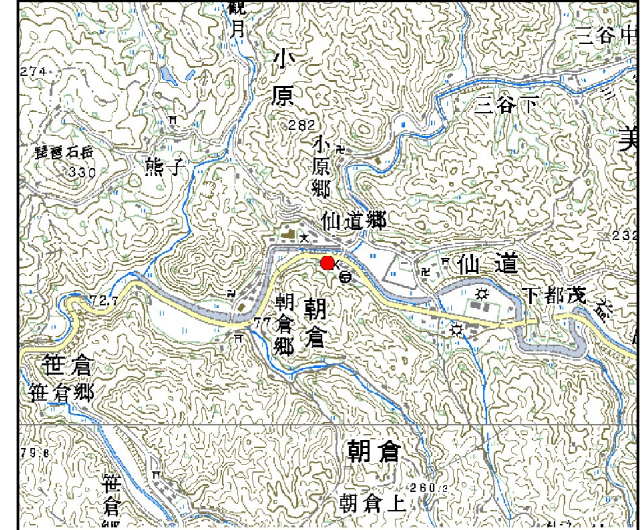 観月
小原
三谷中
274
三谷下
282
小原郷
美
琵琶石岳
330
熊子
仙道郷
232
仙道
下都茂
72.7
朝倉郷
朝倉
77
笹倉
笹倉郷
朝倉
79.8
260.2
笹倉郷
朝倉上